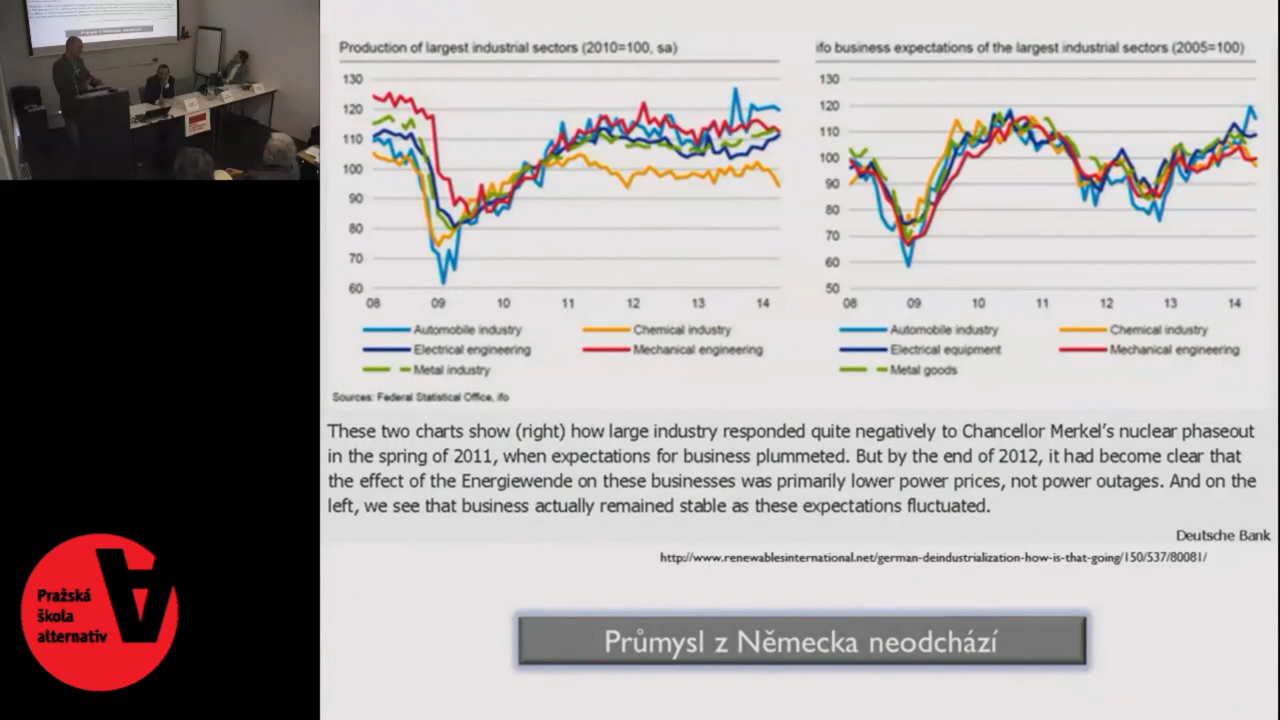 Production of largest industrial sectors (2010=100, sa)
130
120
110
100
90
80
70
60
08 09 10 11 12 13 14
Automobile industry Chemical industry
Electrical engineering Mechanical engineering
Metal industry
Sources: Federal Statistical Office, ifo
ifo business expectations of the largest industrial sectors (2005=100)
130
120
110
100
90
80
70
60
50
08 09 10 11 12 13 14
Automobile industry Chemical industry
Electrical equipment Mechanical engineering
Metal goods
These two charts show (right) how large industry responded quite negatively to Chancellor Merkel's nuclear phaseout
in the spring of 2011, when expectations for business plummeted. But by the end of 2012, it had become clear that
the effect of the Energiewende on these businesses was primarily lower power prices, not power outages. And on the
left, we see that business actually remained stable as these expectations fluctuated.
Deutsche Bank
http://www.renewablesinternational.net/german-deindustrialization-how-is-that-going/150/537/80081/
Průmysl z Německa neodchází
Pražská
škola
alternativ